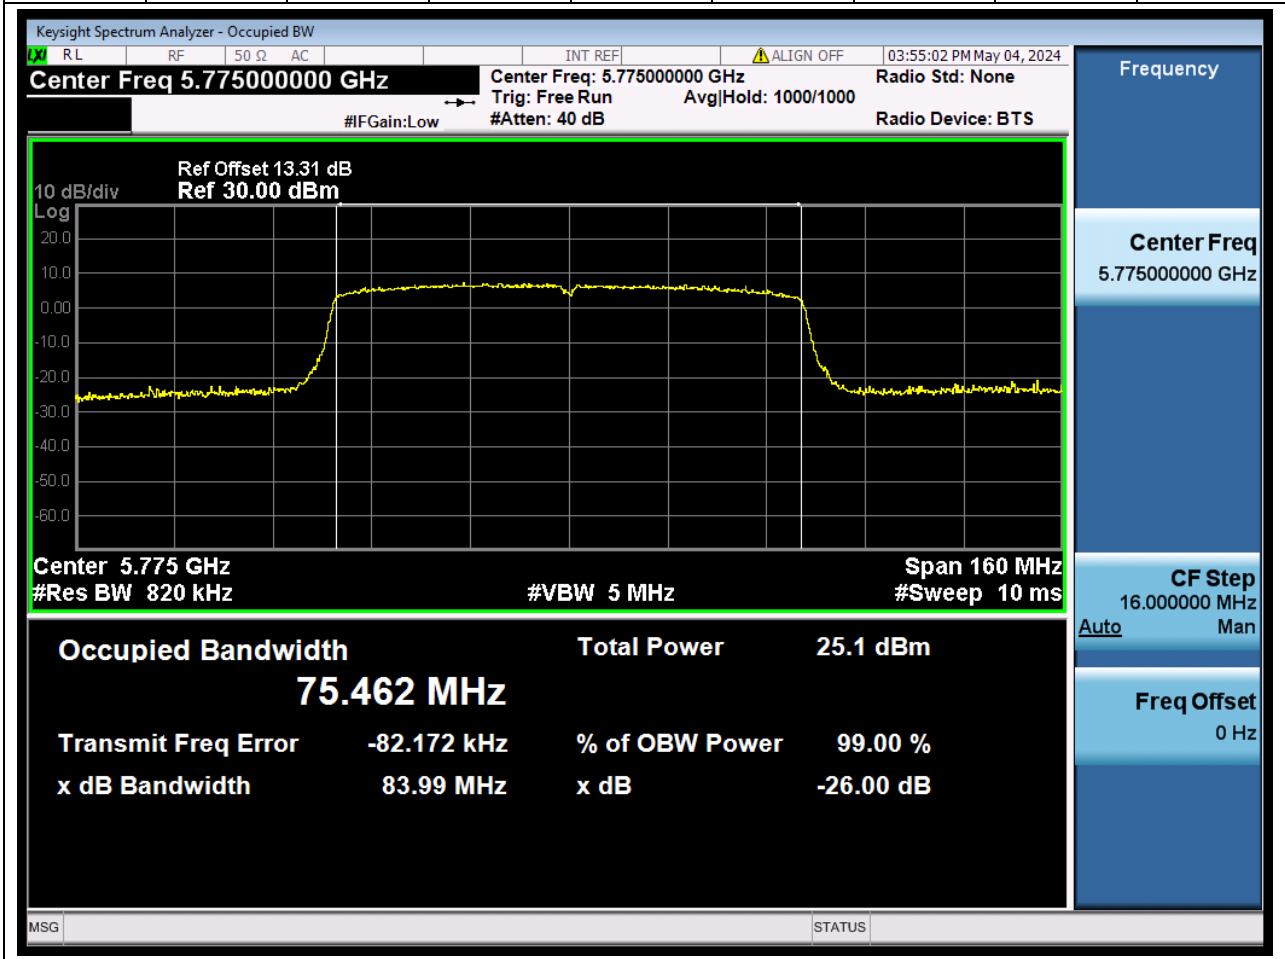 Keysight Spectrum Analyzer - Occupied BW
LXI RL RF 50 Ω AC INT REF ALIGN OFF 03:55:02 PM May 04, 2024
Center Freq 5.775000000 GHz
Center Freq: 5.775000000 GHz Radio Std: None
Trig: Free Run Avg|Hold: 1000/1000
#IFGain:Low #Atten: 40 dB Radio Device: BTS
Ref Offset 13.31 dB
10 dB/div Ref 30.00 dBm
Log
20.0
10.0
0.00
-10.0
-20.0
-30.0
-40.0
-50.0
-60.0
Center 5.775 GHz Span 160 MHz
#Res BW 820 kHz #VBW 5 MHz #Sweep 10 ms
Occupied Bandwidth Total Power 25.1 dBm
75.462 MHz
Transmit Freq Error -82.172 kHz % of OBW Power 99.00 %
x dB Bandwidth 83.99 MHz x dB -26.00 dB
Frequency
Center Freq
5.775000000 GHz
CF Step
16.000000 MHz
Auto Man
Freq Offset
0 Hz
MSG STATUS